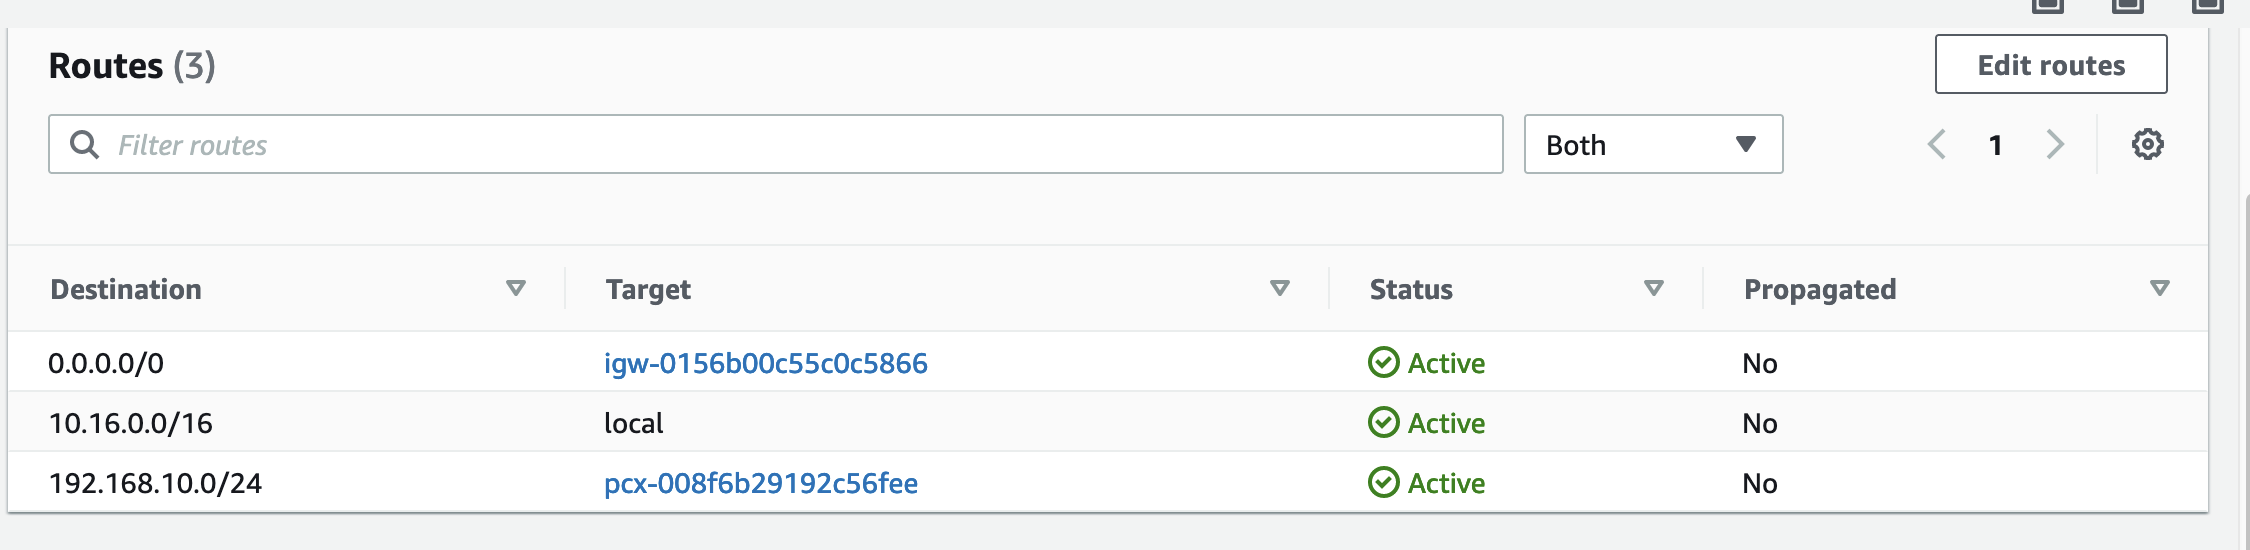 Routes (3)
Edit routes
Filter routes
Both
1
Destination Target Status Propagated
0.0.0.0/0 igw-0156b00c55c0c5866 Active No
10.16.0.0/16 local Active No
192.168.10.0/24 pcx-008f6b29192c56fee Active No